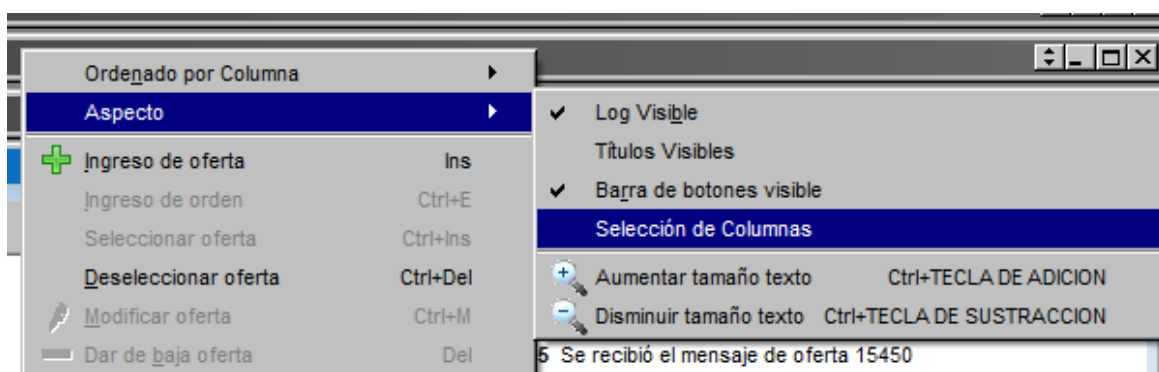 Ordenado por Columna
Aspecto
Ingreso de oferta Ins
Ingreso de orden Ctrl+E
Seleccionar oferta Ctrl+Ins
Deseleccionar oferta Ctrl+Del
Modificar oferta Ctrl+M
Dar de baja oferta Del
Log Visible
Títulos Visibles
Barra de botones visible
Selección de Columnas
Aumentar tamaño texto Ctrl+TECLA DE ADICION
Disminuir tamaño texto Ctrl+TECLA DE SUSTRACCION
5 Se recibió el mensaje de oferta 15450